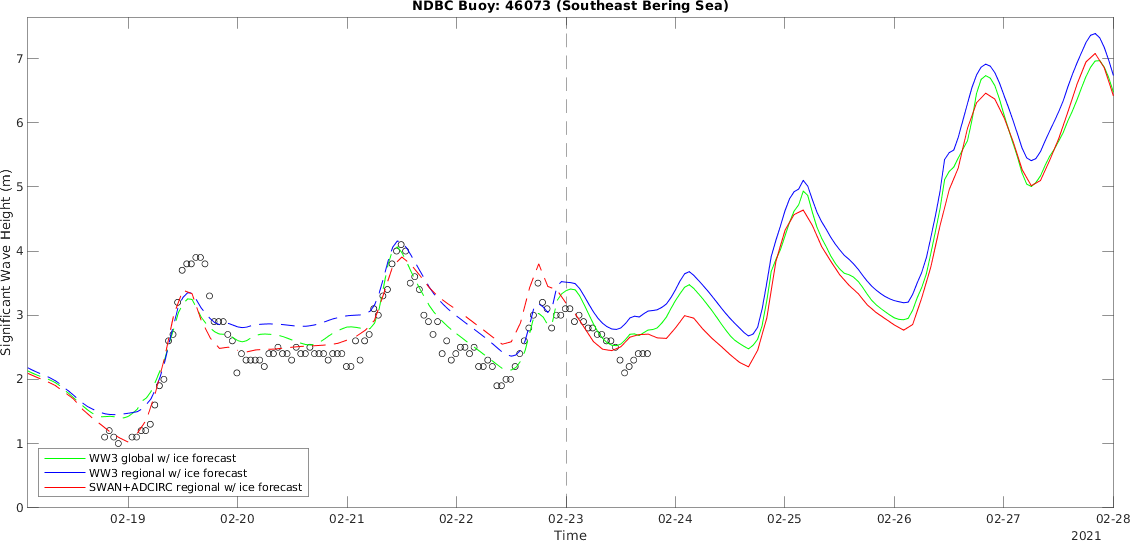 NDBC Buoy: 46073 (Southeast Bering Sea)
Significant Wave Height (m)
7
6
5
4
3
2
1
0
WW3 global w/ ice forecast
WW3 regional w/ ice forecast
SWAN+ADCIRC regional w/ ice forecast
02-19 02-20 02-21 02-22 02-23 02-24 02-25 02-26 02-27 02-28
Time
2021